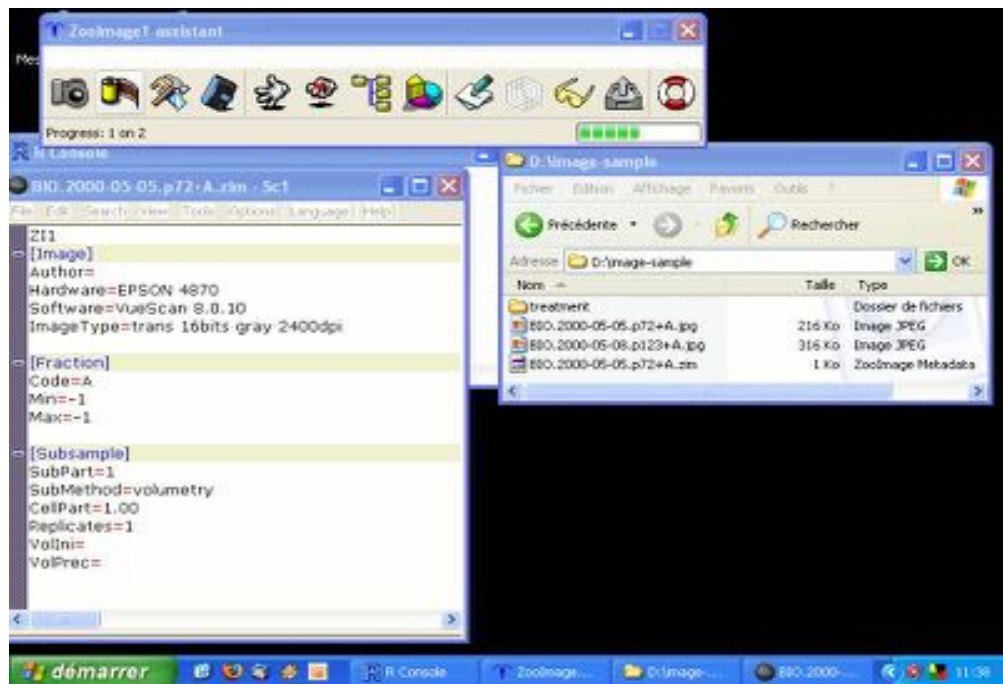 ZooImage1 assistant
Mes
Progress: 1 on 2
R Console
BIO.2000-05-05.p72+A.zim - Sc1
File Edit Search View Tools Options Language Help
ZI1
[Image]
Author=
Hardware=EPSON 4870
Software=VueScan 8.0.10
ImageType=trans 16bits gray 2400dpi
[Fraction]
Code=A
Min=-1
Max=-1
[Subsample]
SubPart=1
SubMethod=volumetry
CellPart=1.00
Replicates=1
VolIni=
VolPrec=
D:\image-sample
Fichier Edition Affichage Favoris Outils ?
Précédente Rechercher
Adresse D:\image-sample OK
Nom Taille Type
treatment Dossier de fichiers
BIO.2000-05-05.p72+A.jpg 216 Ko Image JPEG
BIO.2000-05-08.p123+A.jpg 316 Ko Image JPEG
BIO.2000-05-05.p72+A.zim 1 Ko ZooImage Metadata
démarrer R Console ZooImage... D:\image-... BIO.2000-... 11:38